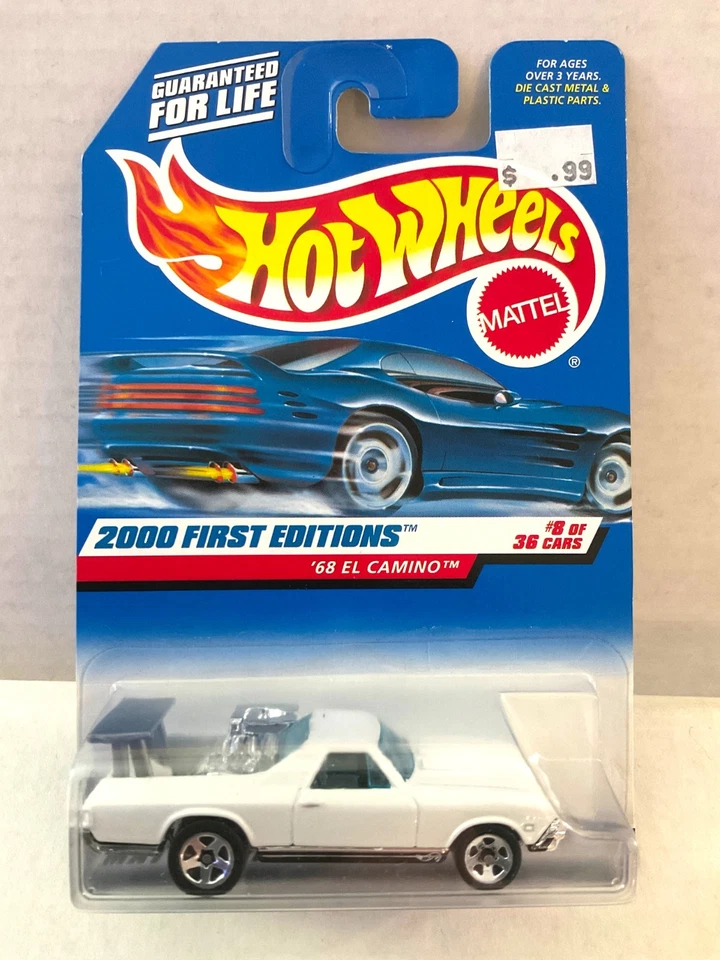 GUARANTEED
FOR LIFE
FOR AGES
OVER 3 YEARS.
DIE CAST METAL &
PLASTIC PARTS.
$ .99
HOT WHEELS
MATTEL
®
2000 FIRST EDITIONS™
#8 OF
36 CARS
'68 EL CAMINO™